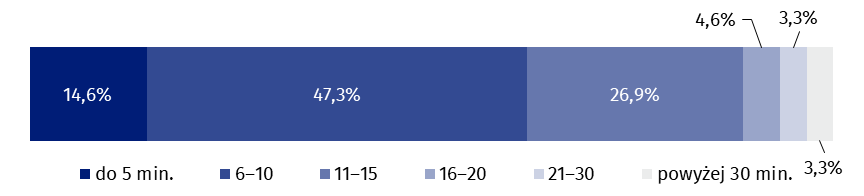 4,6% 3,3%
14,6% 47,3% 26,9%
do 5 min. 6–10 11–15 16–20 21–30 powyżej 30 min. 3,3%